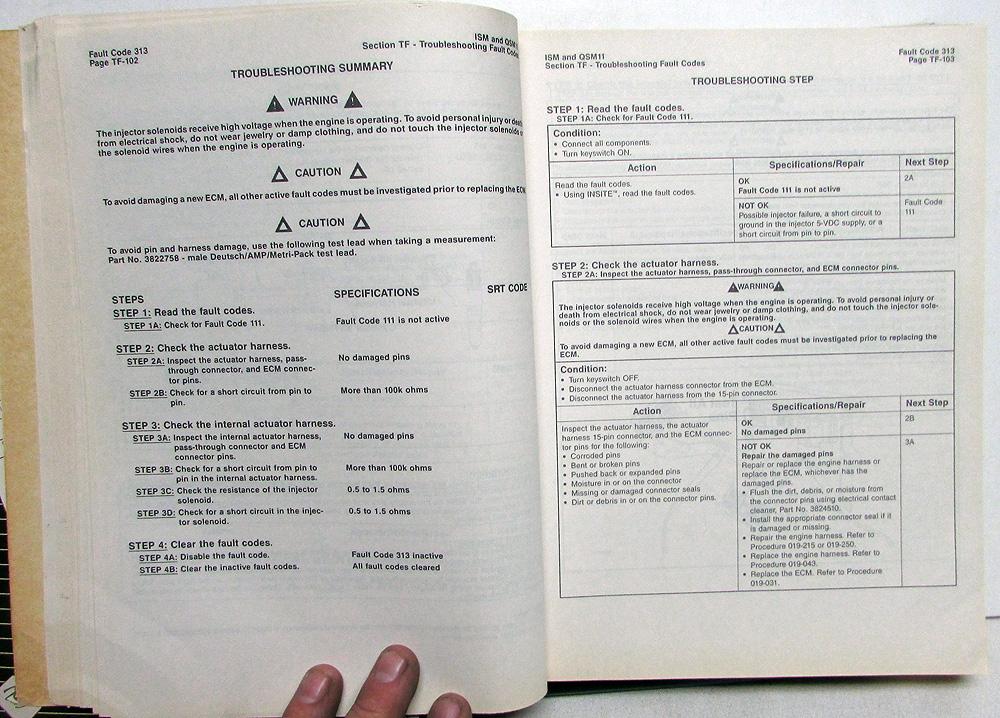 Fault Code 313
Page TF-102
ISM and QSM
Section TF - Troubleshooting Fault Codes
TROUBLESHOOTING SUMMARY
WARNING
The injector solenoids receive high voltage when the engine is operating. To avoid personal injury or death
from electrical shock, do not wear jewelry or damp clothing, and do not touch the injector solenoids or
the solenoid wires when the engine is operating.
CAUTION
To avoid damaging a new ECM, all other active fault codes must be investigated prior to replacing the ECM
CAUTION
To avoid pin and harness damage, use the following test lead when taking a measurement:
Part No. 3822758 - male Deutsch/AMP/Metri-Pack test lead.
STEPS SPECIFICATIONS SRT CODE
STEP 1: Read the fault codes.
STEP 1A: Check for Fault Code 111. Fault Code 111 is not active
STEP 2: Check the actuator harness.
STEP 2A: Inspect the actuator harness, pass- No damaged pins
through connector, and ECM connec-
tor pins.
STEP 2B: Check for a short circuit from pin to More than 100k ohms
pin.
STEP 3: Check the internal actuator harness.
STEP 3A: Inspect the internal actuator harness, No damaged pins
pass-through connector and ECM
connector pins.
STEP 3B: Check for a short circuit from pin to More than 100k ohms
pin in the internal actuator harness.
STEP 3C: Check the resistance of the injector 0.5 to 1.5 ohms
solenoid.
STEP 3D: Check for a short circuit in the injec- 0.5 to 1.5 ohms
tor solenoid.
STEP 4: Clear the fault codes.
STEP 4A: Disable the fault code. Fault Code 313 inactive
STEP 4B: Clear the inactive fault codes. All fault codes cleared
ISM and QSM11
Section TF - Troubleshooting Fault Codes
Fault Code 313
Page TF-103
TROUBLESHOOTING STEP
STEP 1: Read the fault codes.
STEP 1A: Check for Fault Code 111.
Condition:
• Connect all components.
• Turn keyswitch ON.
Action Specifications/Repair Next Step
Read the fault codes.
• Using INSITE™, read the fault codes.
OK 2A
Fault Code 111 is not active
NOT OK Fault Code
Possible injector failure, a short circuit to 111
ground in the injector 5-VDC supply, or a
short circuit from pin to pin.
STEP 2: Check the actuator harness.
STEP 2A: Inspect the actuator harness, pass-through connector, and ECM connector pins.
WARNING
The injector solenoids receive high voltage when the engine is operating. To avoid personal injury or
death from electrical shock, do not wear jewelry or damp clothing, and do not touch the injector sole-
noids or the solenoid wires when the engine is operating.
CAUTION
To avoid damaging a new ECM, all other active fault codes must be investigated prior to replacing the
ECM.
Condition:
• Turn keyswitch OFF.
• Disconnect the actuator harness connector from the ECM.
• Disconnect the actuator harness from the 15-pin connector.
Action Specifications/Repair Next Step
Inspect the actuator harness, the actuator
harness 15-pin connector, and the ECM connec-
tor pins for the following:
• Corroded pins
• Bent or broken pins
• Pushed back or expanded pins
• Moisture in or on the connector
• Missing or damaged connector seals
• Dirt or debris in or on the connector pins.
OK 2B
No damaged pins
NOT OK 3A
Repair the damaged pins
Repair or replace the engine harness or
replace the ECM, whichever has the
damaged pins.
• Flush the dirt, debris, or moisture from
the connector pins using electrical contact
cleaner, Part No. 3824510.
• Install the appropriate connector seal if it
is damaged or missing.
• Repair the engine harness. Refer to
Procedure 019-215 or 019-250.
• Replace the engine harness. Refer to
Procedure 019-043.
• Replace the ECM. Refer to Procedure
019-031.